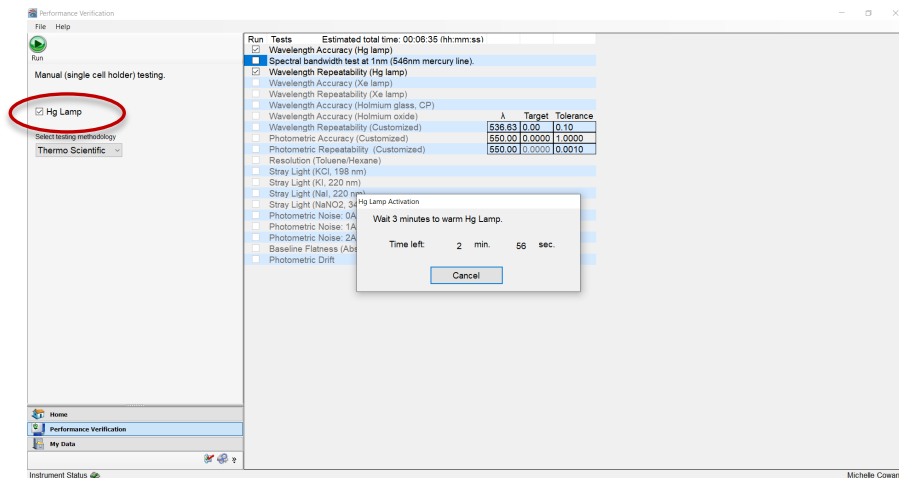 Performance Verification
File Help
Run
Manual (single cell holder) testing.
Hg Lamp
Select testing methodology
Thermo Scientific
Run Tests Estimated total time: 00:06:35 (hh:mm:ss)
Wavelength Accuracy (Hg lamp)
Spectral bandwidth test at 1nm (546nm mercury line).
Wavelength Repeatability (Hg lamp)
Wavelength Accuracy (Xe lamp)
Wavelength Repeatability (Xe lamp)
Wavelength Accuracy (Holmium glass, CP)
Wavelength Accuracy (Holmium oxide) λ Target Tolerance
Wavelength Repeatability (Customized) 536.63 0.00 0.10
Photometric Accuracy (Customized) 550.00 0.0000 1.0000
Photometric Repeatability (Customized) 550.00 0.0000 0.0010
Resolution (Toluene/Hexane)
Stray Light (KCl, 198 nm)
Stray Light (KI, 220 nm)
Stray Light (NaI, 220 nm)
Stray Light (NaNO2, 34
Photometric Noise: 0A
Photometric Noise: 1A
Photometric Noise: 2A
Baseline Flatness (Abs
Photometric Drift
Hg Lamp Activation
Wait 3 minutes to warm Hg Lamp.
Time left: 2 min. 56 sec.
Cancel
Home
Performance Verification
My Data
Instrument Status
Michelle Cowan